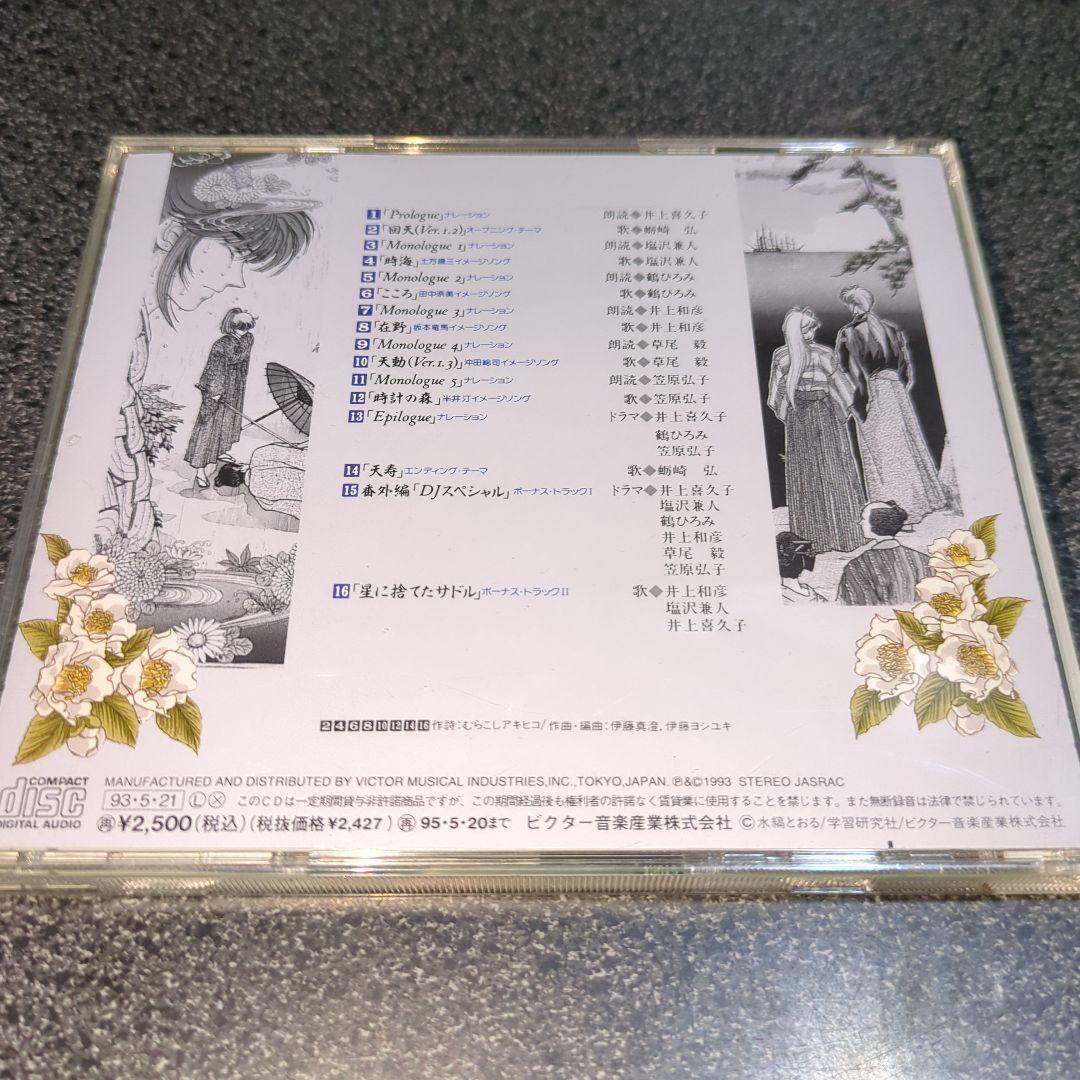 1「Prologue」ナレーション 朗読◆井上喜久子
2「回天(Ver.1.2)」オープニング・テーマ 歌◆蛎崎 弘
3「Monologue 1」ナレーション 朗読◆塩沢兼人
4「時海」土方歳三イメージソング 歌◆塩沢兼人
5「Monologue 2」ナレーション 朗読◆鶴ひろみ
6「こころ」田中奈美イメージソング 歌◆鶴ひろみ
7「Monologue 3」ナレーション 朗読◆井上和彦
8「在野」坂本竜馬イメージソング 歌◆井上和彦
9「Monologue 4」ナレーション 朗読◆草尾 毅
10「天動(Ver.1.3)」沖田総司イメージソング 歌◆草尾 毅
11「Monologue 5」ナレーション 朗読◆笠原弘子
12「時計の森」半井汀イメージソング 歌◆笠原弘子
13「Epilogue」ナレーション ドラマ◆井上喜久子
鶴ひろみ
笠原弘子
14「天寿」エンディング・テーマ 歌◆蛎崎 弘
15番外編「DJスペシャル」ボーナス・トラックI ドラマ◆井上喜久子
塩沢兼人
鶴ひろみ
井上和彦
草尾 毅
笠原弘子
16「星に捨てたサドル」ボーナス・トラックII 歌◆井上和彦
塩沢兼人
井上喜久子
2 4 6 8 10 12 14 16 作詩:むらこしアキヒコ/作曲・編曲:伊藤真澄,伊藤ヨシユキ
COMPACT disc DIGITAL AUDIO
MANUFACTURED AND DISTRIBUTED BY VICTOR MUSICAL INDUSTRIES,INC.,TOKYO,JAPAN. Ⓟ&©1993 STEREO JASRAC
93・5・21 Ⓛ ⓧ このCDは一定期間貸与非許諾商品ですが、この期間経過後も権利者の許諾なく賃貸業に使用することを禁じます。また無断録音は法律で禁じられています。
再 ¥2,500(税込)(税抜価格¥2,427) 再 95・5・20まで ビクター音楽産業株式会社 ©水縞とおる/学習研究社/ビクター音楽産業株式会社